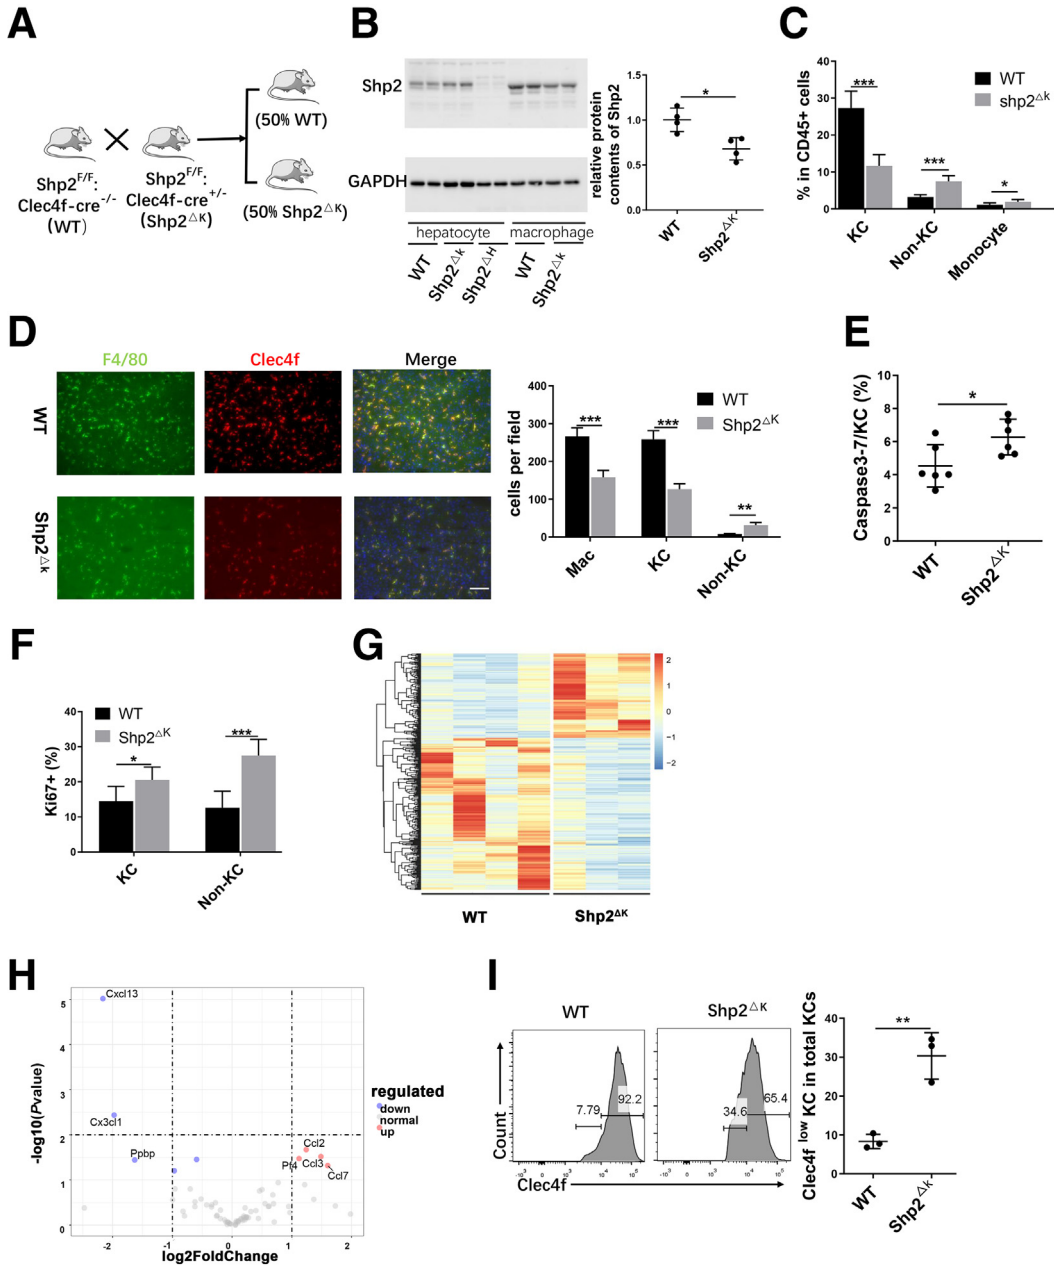 A
Shp2F/F:
Clec4f-cre-/-
(WT)
Shp2F/F:
Clec4f-cre+/-
(Shp2△K)
(50% WT)
(50% Shp2△K)
B
Shp2
GAPDH
hepatocyte
macrophage
WT
Shp2△k
Shp2△H
WT
Shp2△k
relative protein
contents of Shp2
1.5
1.0
0.5
0.0
*
WT
Shp2△K
C
% in CD45+ cells
40
30
20
10
0
***
***
*
WT
shp2△k
KC
Non-KC
Monocyte
D
F4/80
Clec4f
Merge
WT
Shp2△k
cells per field
400
300
200
100
0
***
***
**
WT
Shp2△K
Mac
KC
Non-KC
E
Caspase3-7/KC (%)
10
8
6
4
2
0
*
WT
Shp2△K
F
Ki67+ (%)
40
30
20
10
0
WT
Shp2△K
*
***
KC
Non-KC
G
2
1
0
−1
−2
WT
Shp2ΔK
H
-log10(Pvalue)
5
4
3
2
1
0
Cxcl13
Cx3cl1
Ppbp
Ccl2
Pf4
Ccl3
Ccl7
-2
-1
0
1
2
log2FoldChange
regulated
down
normal
up
I
WT
Shp2△K
Count
7.79
92.2
34.6
65.4
Clec4f
Clec4f low KC in total KCs
40
30
20
10
0
**
WT
Shp2△k